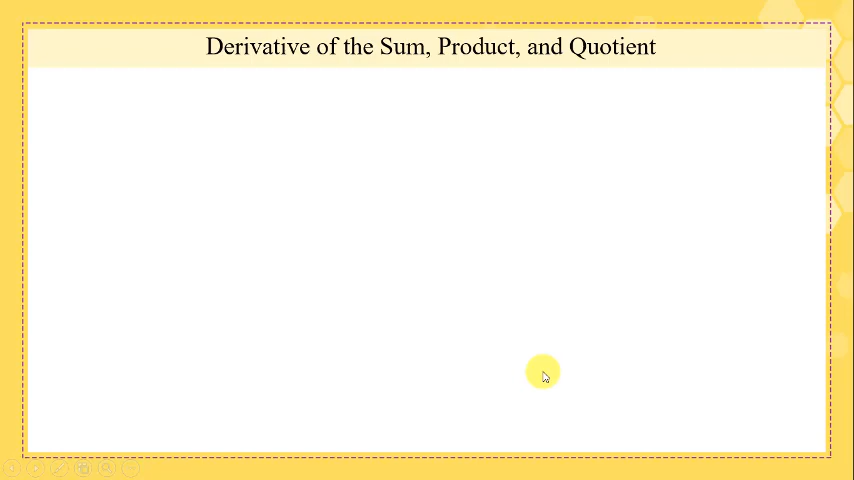 Derivative of the Sum, Product, and Quotient